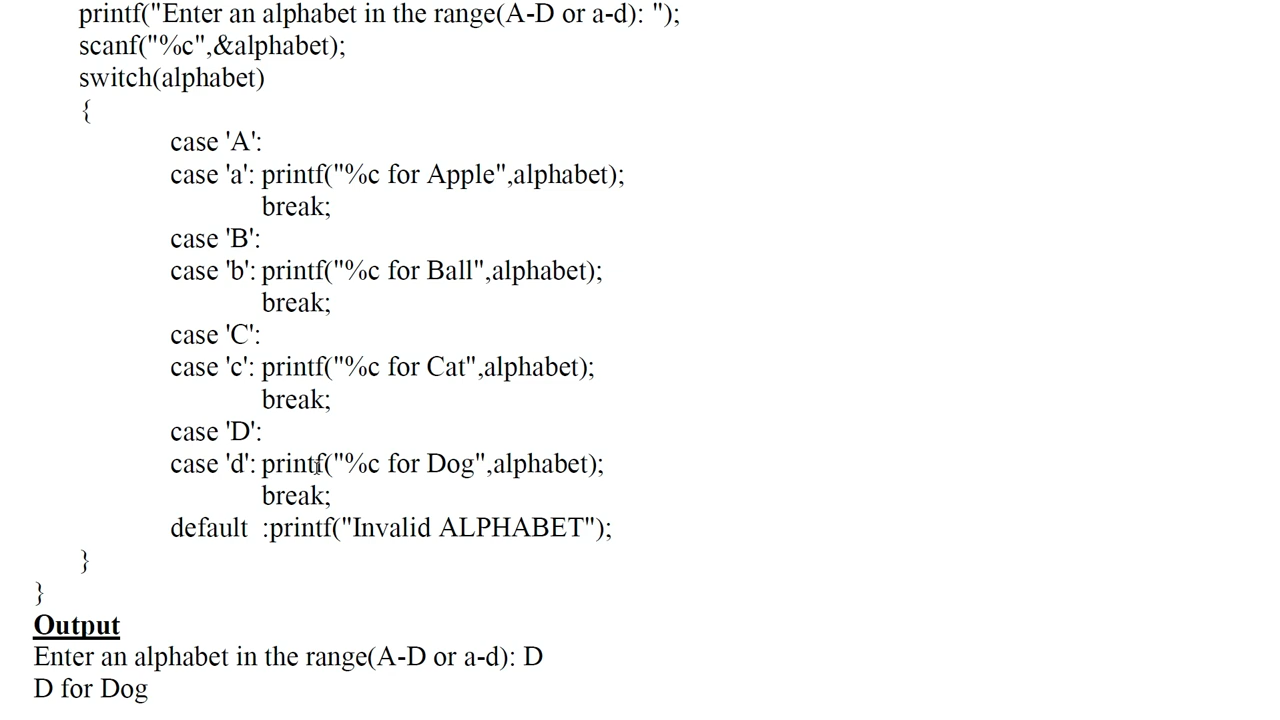 printf("Enter an alphabet in the range(A-D or a-d): ");
scanf("%c",&alphabet);
switch(alphabet)
{
case 'A':
case 'a': printf("%c for Apple",alphabet);
break;
case 'B':
case 'b': printf("%c for Ball",alphabet);
break;
case 'C':
case 'c': printf("%c for Cat",alphabet);
break;
case 'D':
case 'd': printf("%c for Dog",alphabet);
break;
default :printf("Invalid ALPHABET");
}
}
Output
Enter an alphabet in the range(A-D or a-d): D
D for Dog